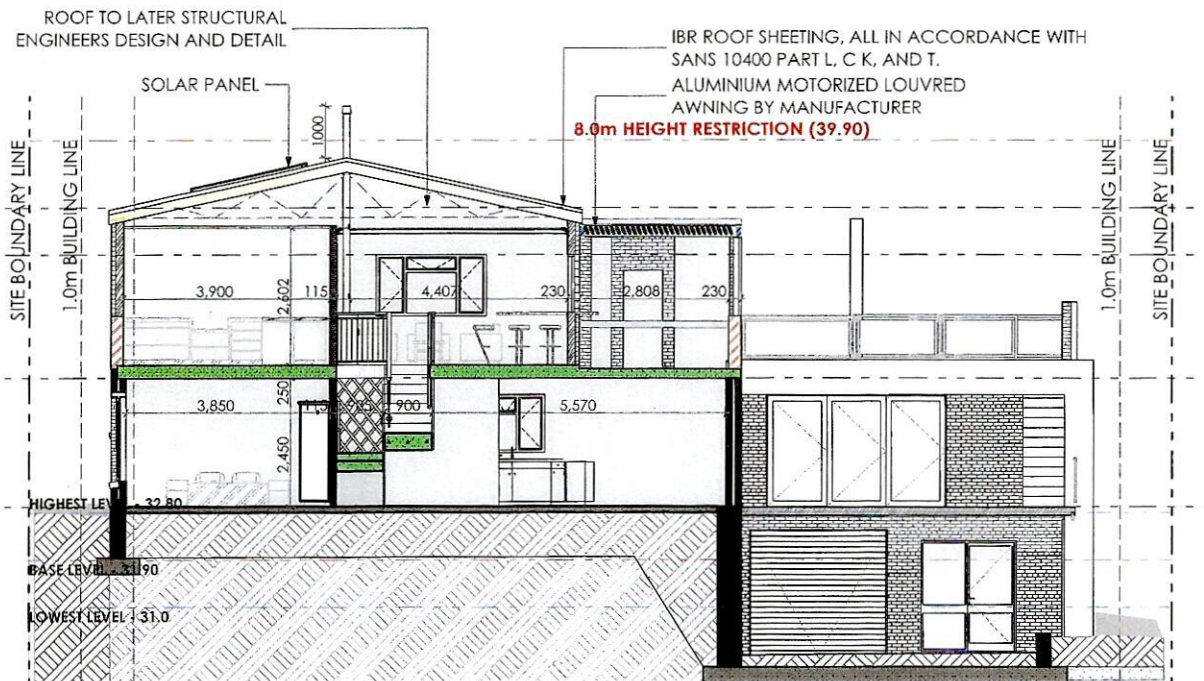 ROOF TO LATER STRUCTURAL
ENGINEERS DESIGN AND DETAIL
SOLAR PANEL
IBR ROOF SHEETING, ALL IN ACCORDANCE WITH
SANS 10400 PART L, C K, AND T.
ALUMINIUM MOTORIZED LOUVRED
AWNING BY MANUFACTURER
8.0m HEIGHT RESTRICTION (39.90)
1000
SITE BOUNDARY LINE
1.0m BUILDING LINE
1.0m BUILDING LINE
SITE BOUNDARY LINE
3,900
2,602
115
4,407
230
2,808
230
3,850
250
900
5,570
2,450
HIGHEST LEVEL - 32.80
BASE LEVEL - 31.90
LOWEST LEVEL - 31.0